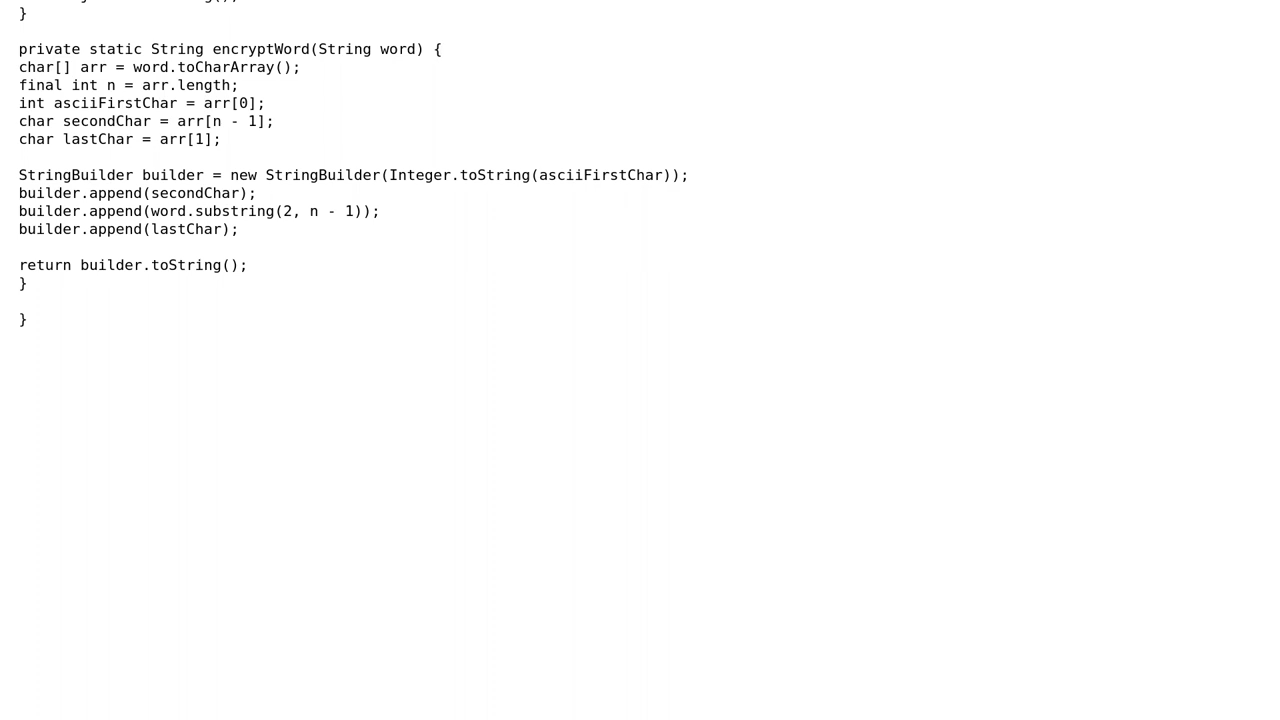 }
private static String encryptWord(String word) {
char[] arr = word.toCharArray();
final int n = arr.length;
int asciiFirstChar = arr[0];
char secondChar = arr[n - 1];
char lastChar = arr[1];
StringBuilder builder = new StringBuilder(Integer.toString(asciiFirstChar));
builder.append(secondChar);
builder.append(word.substring(2, n - 1));
builder.append(lastChar);
return builder.toString();
}
}